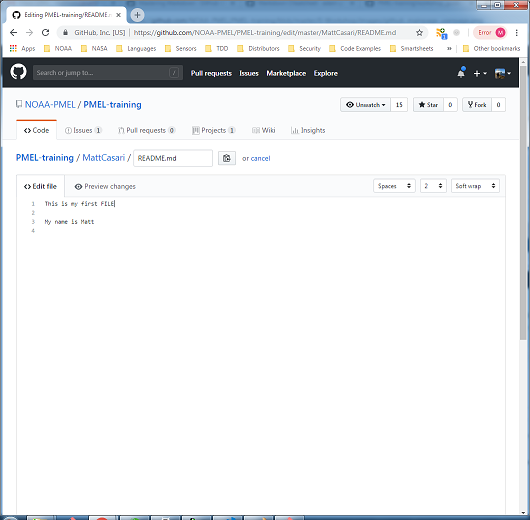 Editing PMEL-training/README.m
GitHub, Inc. [US] | https://github.com/NOAA-PMEL/PMEL-training/edit/master/MattCasari/README.md Error M
Apps NOAA NASA Languages Sensors TDD Distributors Security Coding Examples Smartsheets » Other bookmarks
Search or jump to... / Pull requests Issues Marketplace Explore
NOAA-PMEL / PMEL-training Unwatch 15 Star 0 Fork 0
Code Issues 1 Pull requests 0 Projects 1 Wiki Insights
PMEL-training / MattCasari / README.md or cancel
Edit file Preview changes Spaces 2 Soft wrap
1 This is my first FILE
2
3 My name is Matt
4